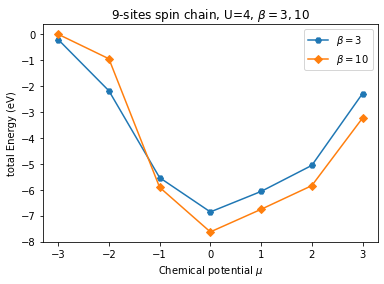 9-sites spin chain, U=4, β = 3, 10
β = 3
β = 10
total Energy (eV)
0
−1
−2
−3
−4
−5
−6
−7
−8
−3 −2 −1 0 1 2 3
Chemical potential μ